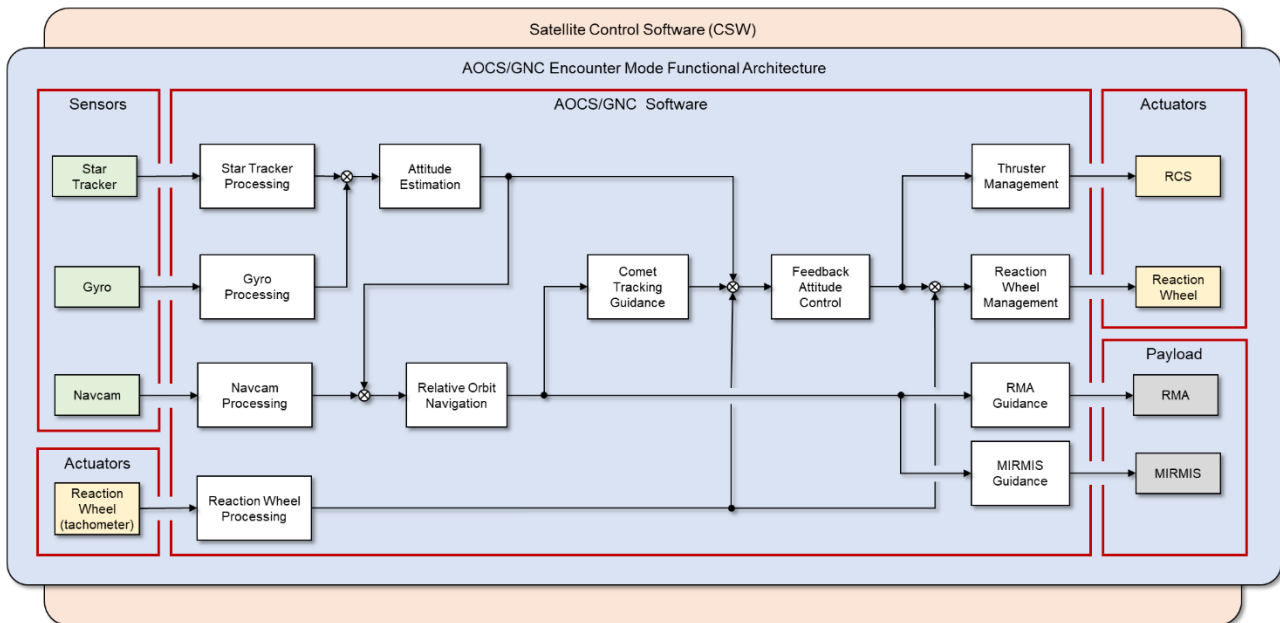 Satellite Control Software (CSW)
AOCS/GNC Encounter Mode Functional Architecture
Sensors
Star
Tracker
Gyro
Navcam
Actuators
Reaction
Wheel
(tachometer)
AOCS/GNC Software
Star Tracker
Processing
Attitude
Estimation
Gyro
Processing
Navcam
Processing
Relative Orbit
Navigation
Reaction Wheel
Processing
Comet
Tracking
Guidance
Feedback
Attitude
Control
Thruster
Management
Reaction
Wheel
Management
RMA
Guidance
MIRMIS
Guidance
Actuators
RCS
Reaction
Wheel
Payload
RMA
MIRMIS